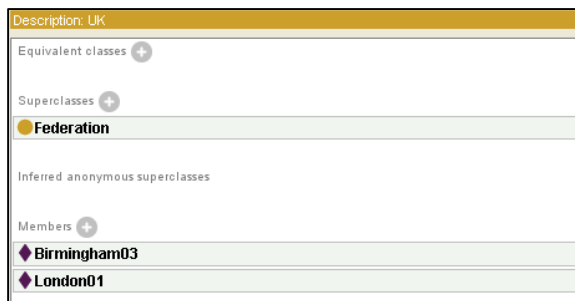 Description: UK
Equivalent classes
Superclasses
Federation
Inferred anonymous superclasses
Members
Birmingham03
London01